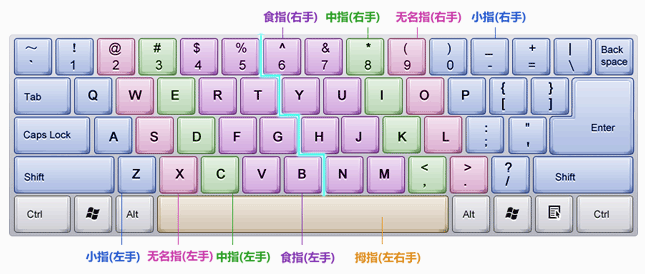 食指(右手) 中指(右手) 无名指(右手) 小指(右手)
~ ! @ # $ % ^ & * ( ) _ + | Back
` 1 2 3 4 5 6 7 8 9 0 - = \ space
Tab Q W E R T Y U I O P { [ } ]
Caps Lock A S D F G H J K L : ; " , Enter
Shift Z X C V B N M < , > . ? / Shift
Ctrl Alt Alt Ctrl
小指(左手) 无名指(左手) 中指(左手) 食指(左手) 拇指(左右手)